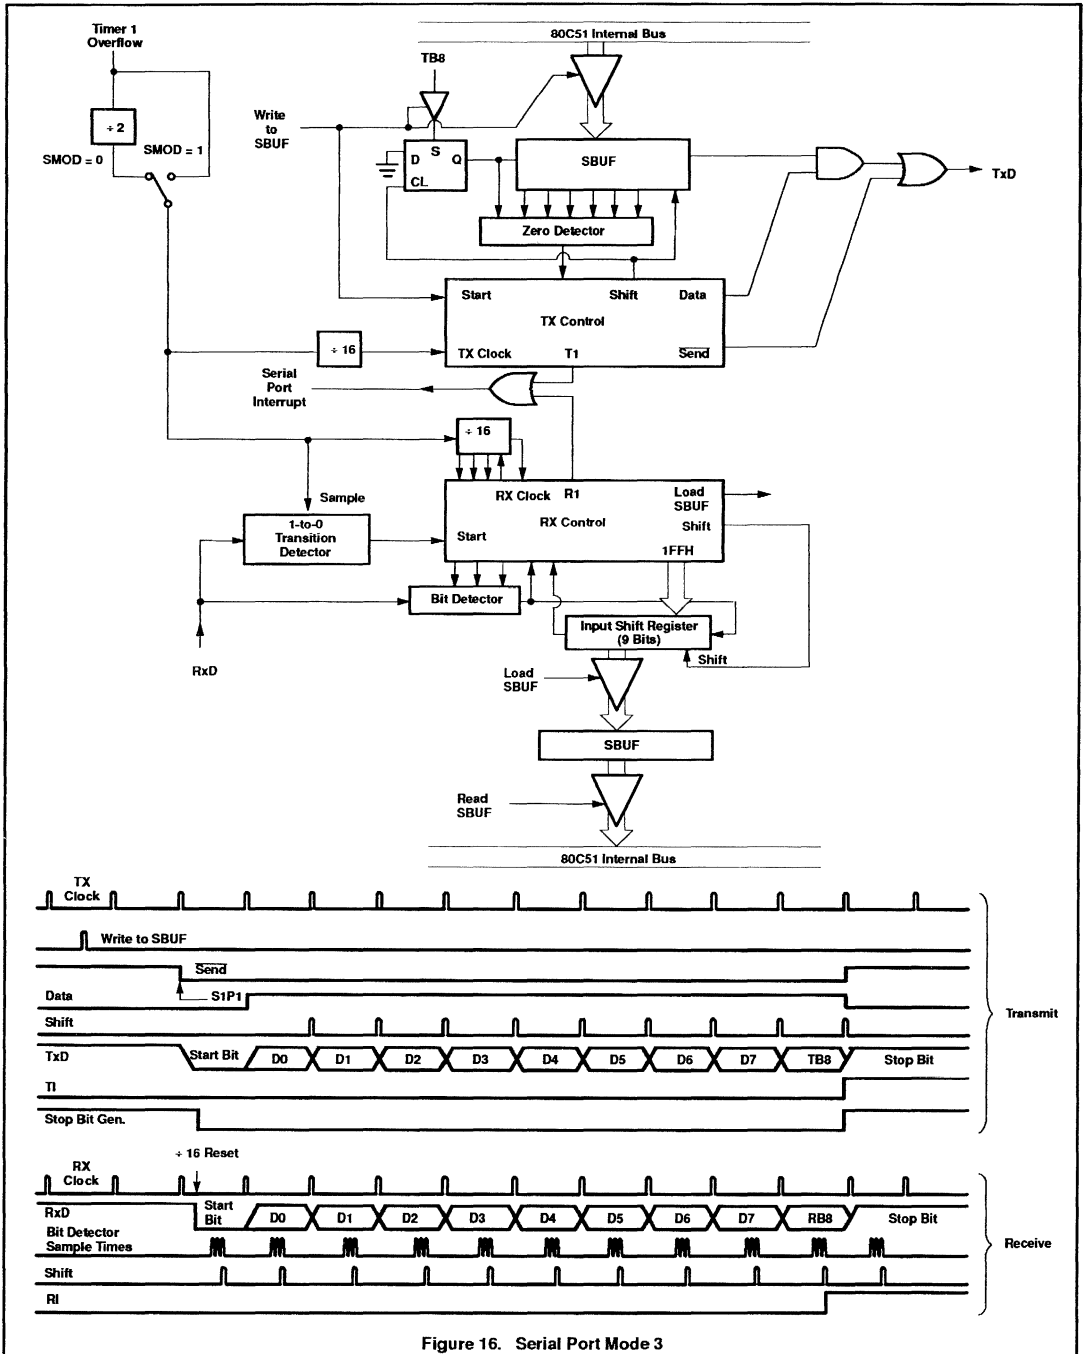 Timer 1
Overflow
80C51 Internal Bus
TB8
Write
to
SBUF
÷ 2
SMOD = 0
SMOD = 1
D
S
Q
CL
SBUF
TxD
Zero Detector
Start
Shift
Data
TX Control
÷ 16
TX Clock
T1
Send
Serial
Port
Interrupt
÷ 16
Sample
RX Clock
R1
Load
SBUF
RX Control
Start
Shift
1FFH
1-to-0
Transition
Detector
Bit Detector
Input Shift Register
(9 Bits)
RxD
Shift
Load
SBUF
SBUF
Read
SBUF
80C51 Internal Bus
TX
Clock
Write to SBUF
Send
Data
S1P1
Shift
TxD
Start Bit
D0
D1
D2
D3
D4
D5
D6
D7
TB8
Stop Bit
TI
Stop Bit Gen.
Transmit
÷ 16 Reset
RX
Clock
RxD
Start
Bit
D0
D1
D2
D3
D4
D5
D6
D7
RB8
Stop Bit
Bit Detector
Sample Times
Shift
RI
Receive
Figure 16. Serial Port Mode 3